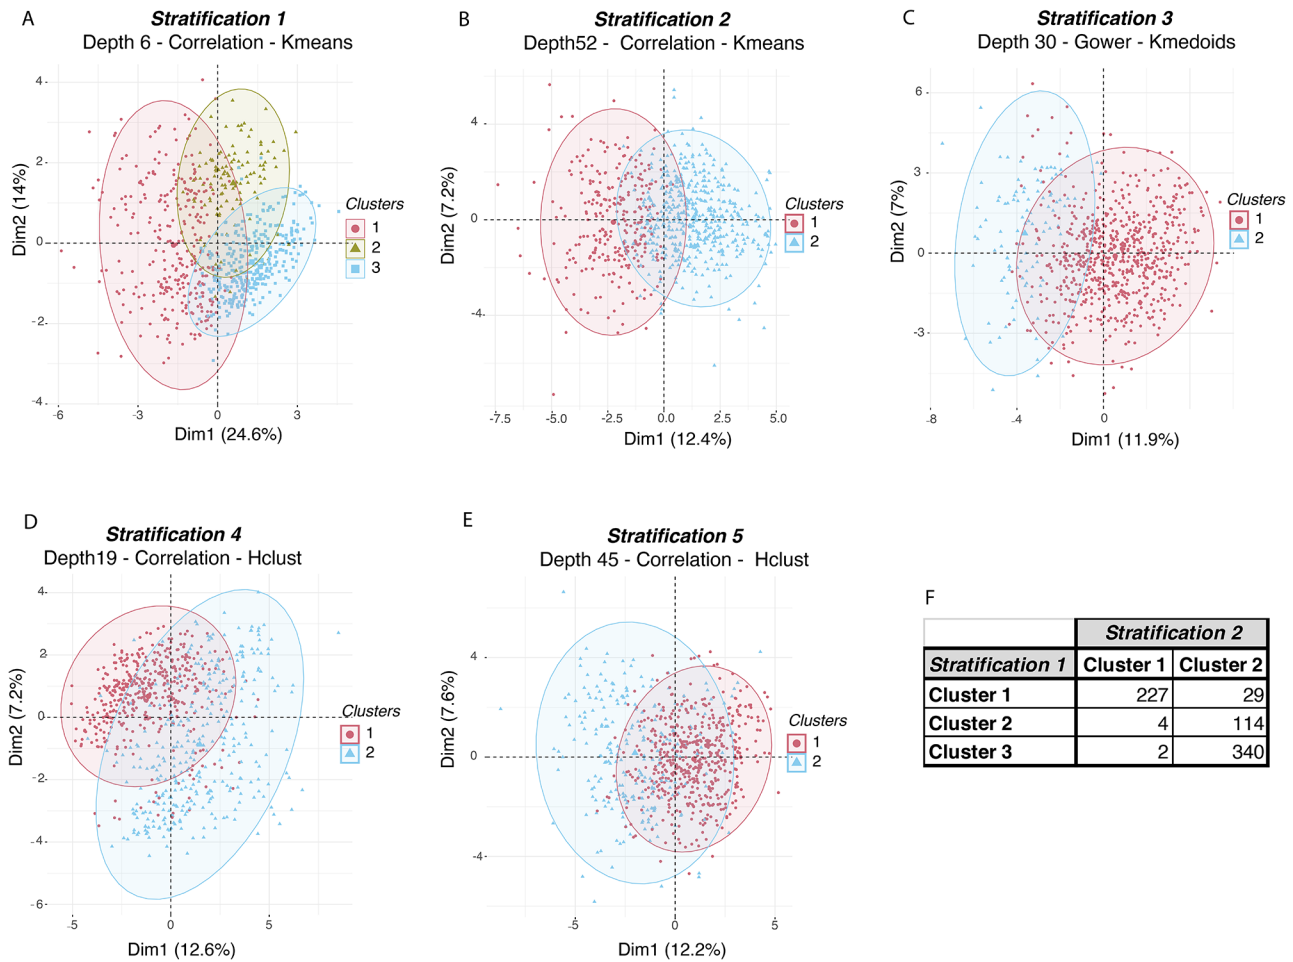 A
Stratification 1
Depth 6 - Correlation - Kmeans
4
2
0
-2
-4
-6
-3
0
3
Dim2 (14%)
Dim1 (24.6%)
Clusters
1
2
3
B
Stratification 2
Depth52 - Correlation - Kmeans
4
0
-4
-7.5
-5.0
-2.5
0.0
2.5
5.0
Dim2 (7.2%)
Dim1 (12.4%)
Clusters
1
2
C
Stratification 3
Depth 30 - Gower - Kmedoids
6
3
0
-3
-8
-4
0
4
Dim2 (7%)
Dim1 (11.9%)
Clusters
1
2
D
Stratification 4
Depth19 - Correlation - Hclust
4
2
0
-2
-4
-6
-5
0
5
Dim2 (7.2%)
Dim1 (12.6%)
Clusters
1
2
E
Stratification 5
Depth 45 - Correlation - Hclust
4
0
-4
-5
0
5
Dim2 (7.6%)
Dim1 (12.2%)
Clusters
1
2
F
Stratification 2
Stratification 1 Cluster 1 Cluster 2
Cluster 1 227 29
Cluster 2 4 114
Cluster 3 2 340